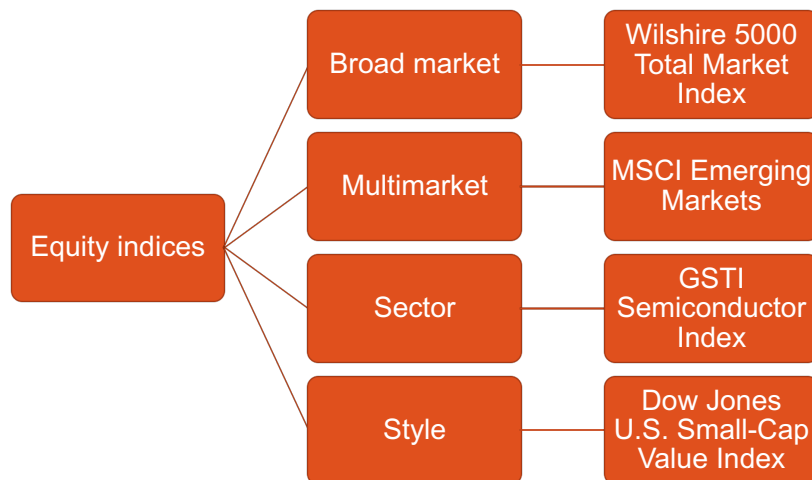 Equity indices
Broad market
Wilshire 5000
Total Market
Index
Multimarket
MSCI Emerging
Markets
Sector
GSTI
Semiconductor
Index
Style
Dow Jones
U.S. Small-Cap
Value Index